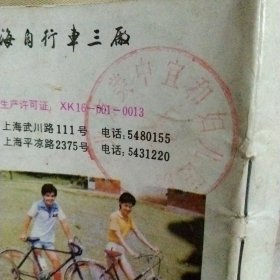 海自行車三厰
生产许可证：XK16-001-0013
上海武川路111号 电话：5480155
上海平凉路2375号 电话：5431220